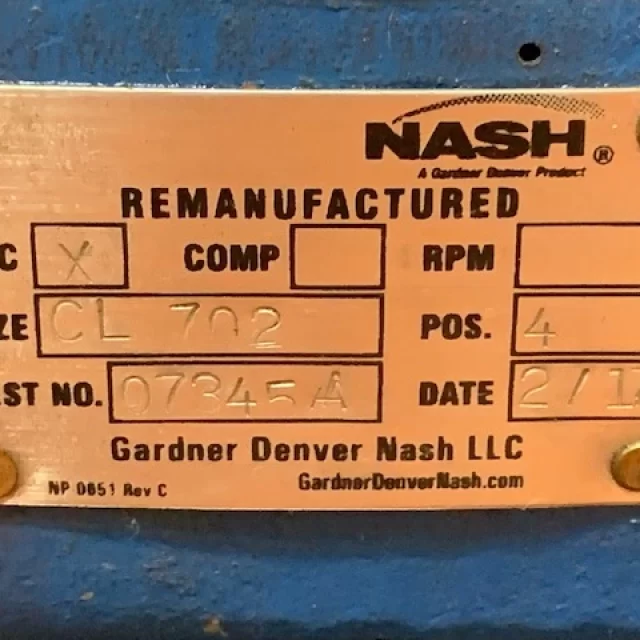 NASH®
A Gardner Denver Product
REMANUFACTURED
C X COMP RPM
ZE CL 702 POS. 4
ST NO. 07345A DATE 2/1
Gardner Denver Nash LLC
NP 0651 Rev C GardnerDenverNash.com